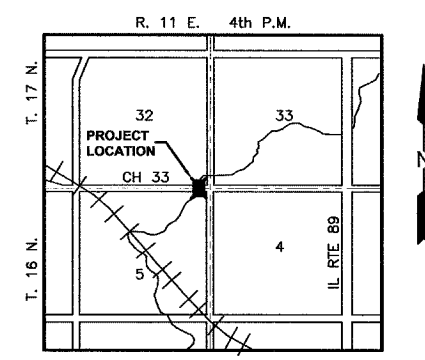 R. 11 E. 4th P.M.
T. 17 N.
32
33
PROJECT
LOCATION
CH 33
N
T. 16 N.
5
4
IL RTE 89